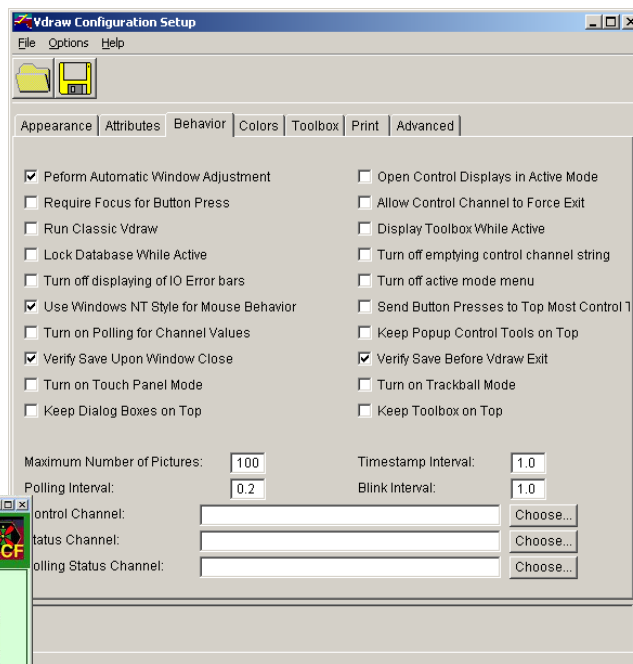 Vdraw Configuration Setup
File Options Help
Appearance Attributes Behavior Colors Toolbox Print Advanced
Peform Automatic Window Adjustment Open Control Displays in Active Mode
Require Focus for Button Press Allow Control Channel to Force Exit
Run Classic Vdraw Display Toolbox While Active
Lock Database While Active Turn off emptying control channel string
Turn off displaying of IO Error bars Turn off active mode menu
Use Windows NT Style for Mouse Behavior Send Button Presses to Top Most Control T
Turn on Polling for Channel Values Keep Popup Control Tools on Top
Verify Save Upon Window Close Verify Save Before Vdraw Exit
Turn on Touch Panel Mode Turn on Trackball Mode
Keep Dialog Boxes on Top Keep Toolbox on Top
Maximum Number of Pictures: 100 Timestamp Interval: 1.0
Polling Interval: 0.2 Blink Interval: 1.0
ontrol Channel: Choose...
tatus Channel: Choose...
olling Status Channel: Choose...
CF